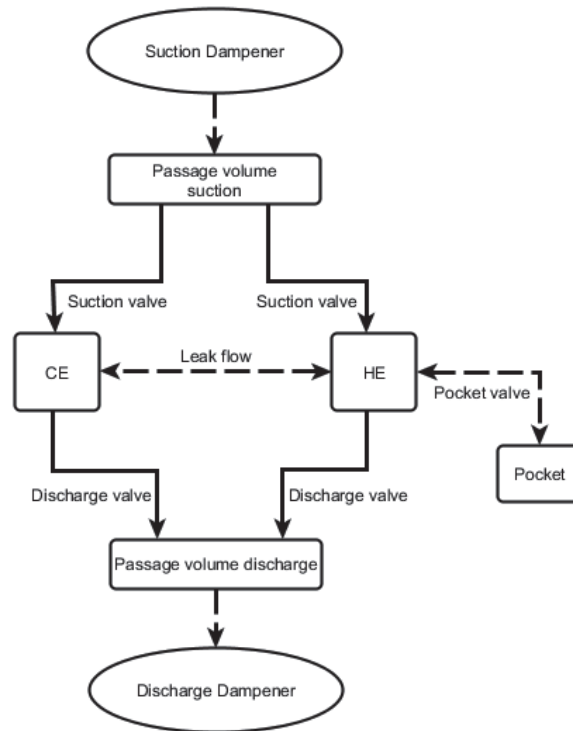 Suction Dampener
Passage volume
suction
Suction valve
Suction valve
CE
Leak flow
HE
Pocket valve
Pocket
Discharge valve
Discharge valve
Passage volume discharge
Discharge Dampener